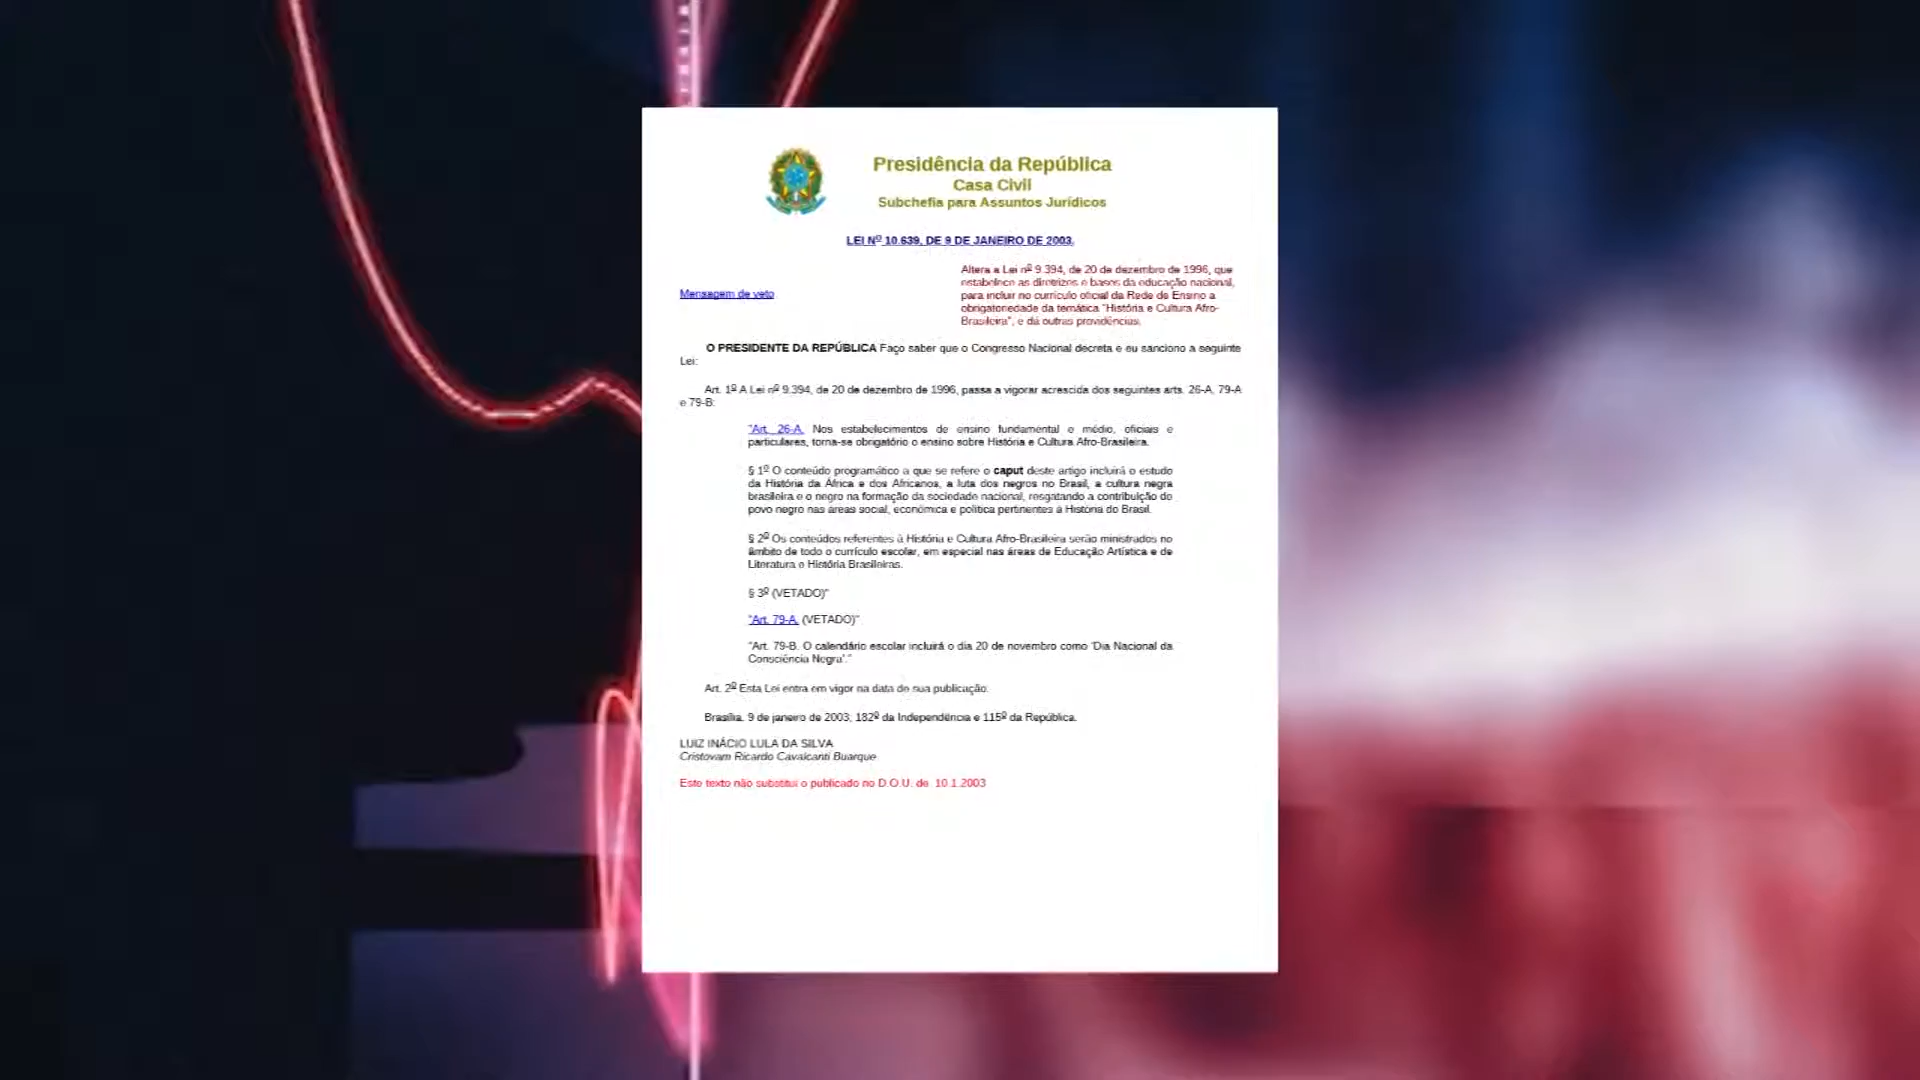 Presidência da República
Casa Civil
Subchefia para Assuntos Jurídicos
LEI Nº 10.639, DE 9 DE JANEIRO DE 2003.
Mensagem de veto
Altera a Lei nº 9.394, de 20 de dezembro de 1996, que
estabelece as diretrizes e bases da educação nacional,
para incluir no currículo oficial da Rede de Ensino a
obrigatoriedade da temática "História e Cultura Afro-
Brasileira", e dá outras providências.
O PRESIDENTE DA REPÚBLICA Faço saber que o Congresso Nacional decreta e eu sanciono a seguinte
Lei:
Art. 1º A Lei nº 9.394, de 20 de dezembro de 1996, passa a vigorar acrescida dos seguintes arts. 26-A, 79-A
e 79-B:
"Art. 26-A. Nos estabelecimentos de ensino fundamental e médio, oficiais e
particulares, torna-se obrigatório o ensino sobre História e Cultura Afro-Brasileira.
§ 1º O conteúdo programático a que se refere o caput deste artigo incluirá o estudo
da História da África e dos Africanos, a luta dos negros no Brasil, a cultura negra
brasileira e o negro na formação da sociedade nacional, resgatando a contribuição do
povo negro nas áreas social, econômica e política pertinentes à História do Brasil.
§ 2º Os conteúdos referentes à História e Cultura Afro-Brasileira serão ministrados no
âmbito de todo o currículo escolar, em especial nas áreas de Educação Artística e de
Literatura e História Brasileiras.
§ 3º (VETADO)"
"Art. 79-A. (VETADO)"
"Art. 79-B. O calendário escolar incluirá o dia 20 de novembro como 'Dia Nacional da
Consciência Negra'."
Art. 2º Esta Lei entra em vigor na data de sua publicação.
Brasília, 9 de janeiro de 2003; 182º da Independência e 115º da República.
LUIZ INÁCIO LULA DA SILVA
Cristovam Ricardo Cavalcanti Buarque
Este texto não substitui o publicado no D.O.U. de 10.1.2003